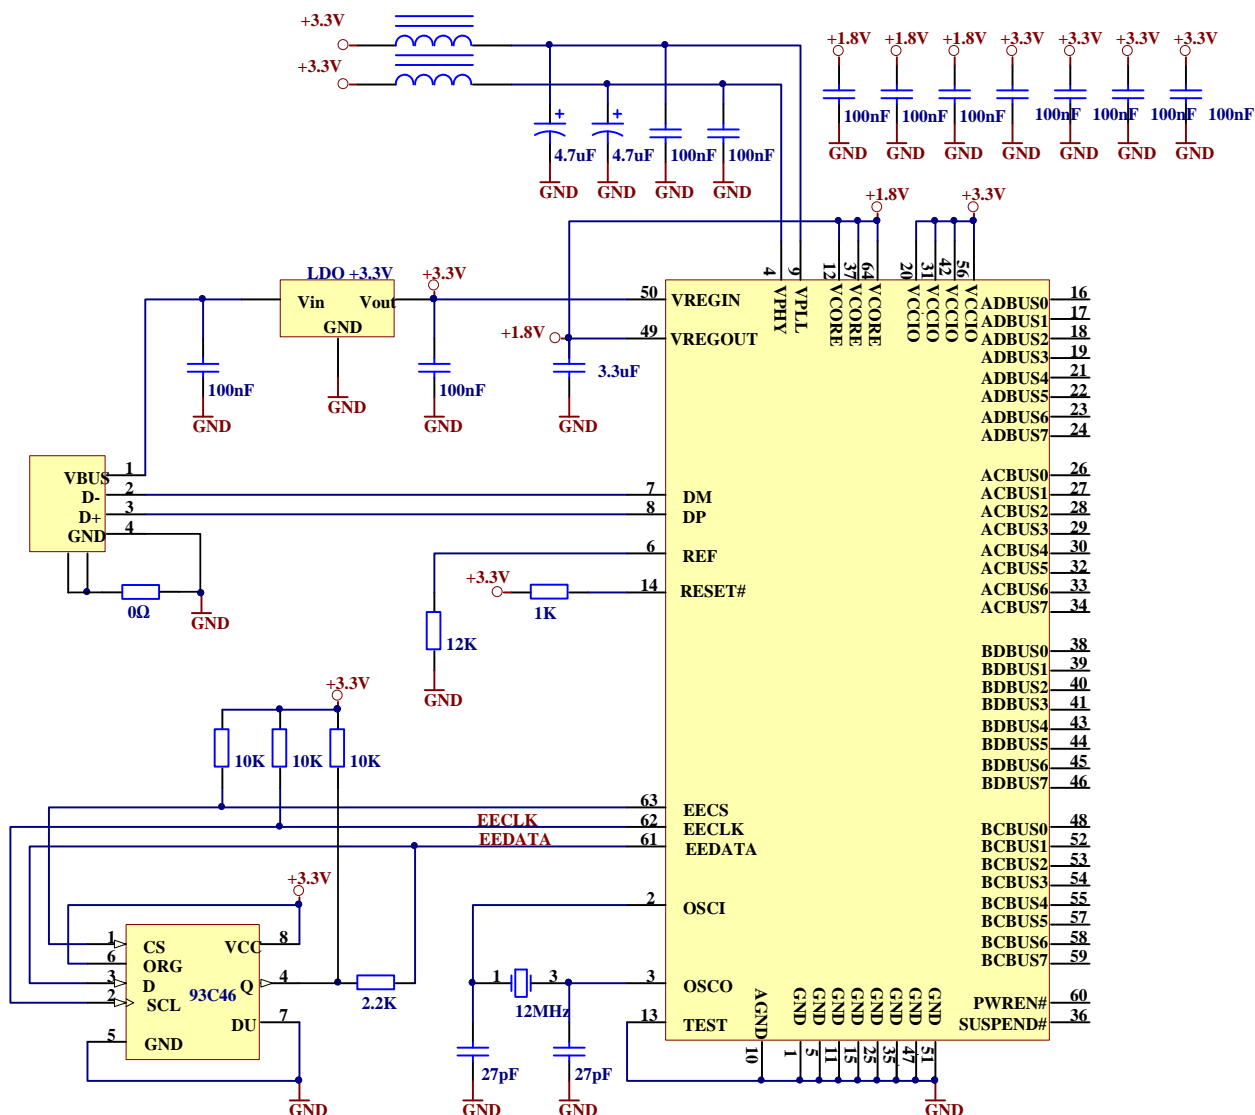 +3.3V
+3.3V
+1.8V +1.8V +1.8V +3.3V +3.3V +3.3V +3.3V
100nF 100nF 100nF 100nF 100nF 100nF 100nF
GND GND GND GND GND GND GND
4.7uF 4.7uF 100nF 100nF
GND GND GND GND
+1.8V +3.3V
4 9 12 37 64 20 31 42 56
VPHY VPLL VCORE VCORE VCORE VCCIO VCCIO VCCIO VCCIO
LDO +3.3V
+3.3V
Vin Vout
GND
GND
100nF
GND
100nF
GND
+1.8V
3.3uF
GND
50 VREGIN
49 VREGOUT
VBUS 1
D- 2
D+ 3
GND 4
0Ω
GND
7 DM
8 DP
6 REF
14 RESET#
+3.3V
1K
12K
GND
+3.3V
10K 10K 10K
63 EECS
EECLK 62 EECLK
EEDATA 61 EEDATA
+3.3V
1 CS
6 ORG
3 D
2 SCL
5 GND
93C46
VCC 8
Q 4
DU 7
2.2K
GND
2 OSCI
3 OSCO
13 TEST
1 3
12MHz
27pF 27pF
GND GND
AGND GND GND GND GND GND GND GND GND
10 1 5 11 15 25 35 47 51
GND
ADBUS0 16
ADBUS1 17
ADBUS2 18
ADBUS3 19
ADBUS4 21
ADBUS5 22
ADBUS6 23
ADBUS7 24
ACBUS0 26
ACBUS1 27
ACBUS2 28
ACBUS3 29
ACBUS4 30
ACBUS5 32
ACBUS6 33
ACBUS7 34
BDBUS0 38
BDBUS1 39
BDBUS2 40
BDBUS3 41
BDBUS4 43
BDBUS5 44
BDBUS6 45
BDBUS7 46
BCBUS0 48
BCBUS1 52
BCBUS2 53
BCBUS3 54
BCBUS4 55
BCBUS5 57
BCBUS6 58
BCBUS7 59
PWREN# 60
SUSPEND# 36